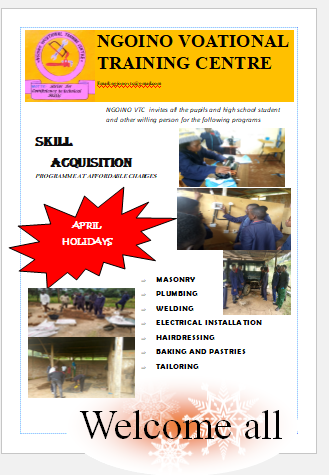 NGOINO VOATIONAL
TRAINING CENTRE
NGOINO VTC invites all the pupils and high school student
and other willing person for the following programs
SKILL
ACQUISITION
PROGRAMME AT AFFORDABLE CHARGES
APRIL
HOLIDAYS
MASONRY
PLUMBING
WELDING
ELECTRICAL INSTALLATION
HAIRDRESSING
BAKING AND PASTRIES
TAILORING
Welcome all